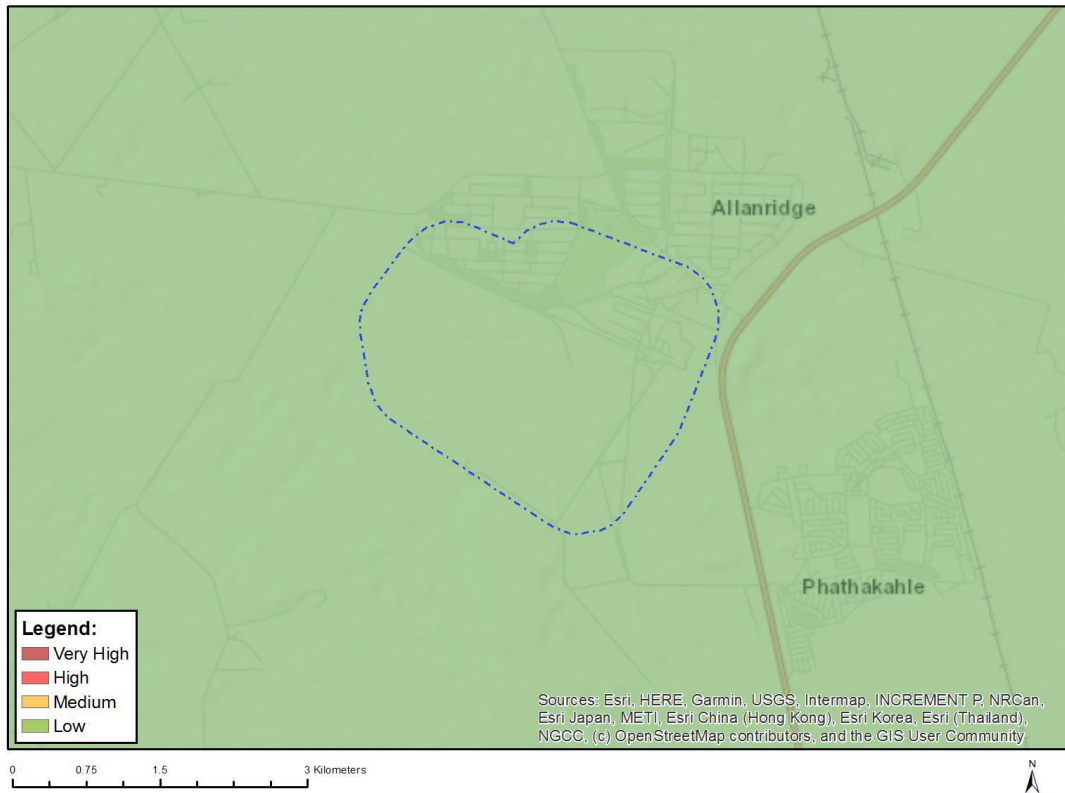 Allanridge
Phathakahle
Legend:
Very High
High
Medium
Low
Sources: Esri, HERE, Garmin, USGS, Intermap, INCREMENT P, NRCan,
Esri Japan, METI, Esri China (Hong Kong), Esri Korea, Esri (Thailand),
NGCC, (c) OpenStreetMap contributors, and the GIS User Community
0 0.75 1.5 3 Kilometers
N